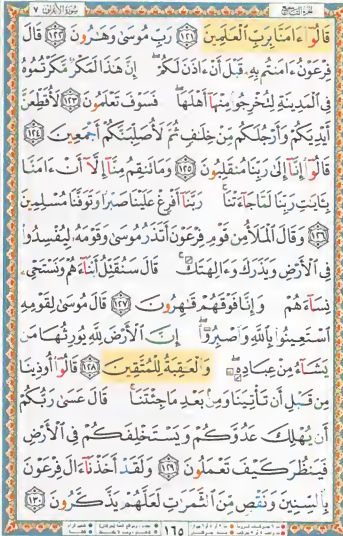 الجزء التاسع
سورة الأعراف ٧
قَالُوٓا۟ ءَامَنَّا بِرَبِّ ٱلْعَـٰلَمِينَ ١٢١ رَبِّ مُوسَىٰ وَهَـٰرُونَ ١٢٢ قَالَ
فِرْعَوْنُ ءَامَنتُم بِهِۦ قَبْلَ أَنْ ءَاذَنَ لَكُمْ ۖ إِنَّ هَـٰذَا لَمَكْرٌ مَّكَرْتُمُوهُ
فِى ٱلْمَدِينَةِ لِتُخْرِجُوا۟ مِنْهَآ أَهْلَهَا ۖ فَسَوْفَ تَعْلَمُونَ ١٢٣ لَأُقَطِّعَنَّ
أَيْدِيَكُمْ وَأَرْجُلَكُم مِّنْ خِلَـٰفٍ ثُمَّ لَأُصَلِّبَنَّكُمْ أَجْمَعِينَ ١٢٤
قَالُوٓا۟ إِنَّآ إِلَىٰ رَبِّنَا مُنقَلِبُونَ ١٢٥ وَمَا تَنقِمُ مِنَّآ إِلَّآ أَنْ ءَامَنَّا
بِـَٔايَـٰتِ رَبِّنَا لَمَّا جَآءَتْنَا ۚ رَبَّنَآ أَفْرِغْ عَلَيْنَا صَبْرًا وَتَوَفَّنَا مُسْلِمِينَ
١٢٦ وَقَالَ ٱلْمَلَأُ مِن قَوْمِ فِرْعَوْنَ أَتَذَرُ مُوسَىٰ وَقَوْمَهُۥ لِيُفْسِدُوا۟
فِى ٱلْأَرْضِ وَيَذَرَكَ وَءَالِهَتَكَ ۚ قَالَ سَنُقَتِّلُ أَبْنَآءَهُمْ وَنَسْتَحْىِۦ
نِسَآءَهُمْ وَإِنَّا فَوْقَهُمْ قَـٰهِرُونَ ١٢٧ قَالَ مُوسَىٰ لِقَوْمِهِ
ٱسْتَعِينُوا۟ بِٱللَّهِ وَٱصْبِرُوٓا۟ ۖ إِنَّ ٱلْأَرْضَ لِلَّهِ يُورِثُهَا مَن
يَشَآءُ مِنْ عِبَادِهِۦ ۖ وَٱلْعَـٰقِبَةُ لِلْمُتَّقِينَ ١٢٨ قَالُوٓا۟ أُوذِينَا
مِن قَبْلِ أَن تَأْتِيَنَا وَمِنۢ بَعْدِ مَا جِئْتَنَا ۚ قَالَ عَسَىٰ رَبُّكُمْ
أَن يُهْلِكَ عَدُوَّكُمْ وَيَسْتَخْلِفَكُمْ فِى ٱلْأَرْضِ
فَيَنظُرَ كَيْفَ تَعْمَلُونَ ١٢٩ وَلَقَدْ أَخَذْنَآ ءَالَ فِرْعَوْنَ
بِٱلسِّنِينَ وَنَقْصٍ مِّنَ ٱلثَّمَرَٰتِ لَعَلَّهُمْ يَذَّكَّرُونَ ١٣٠
١٦٥